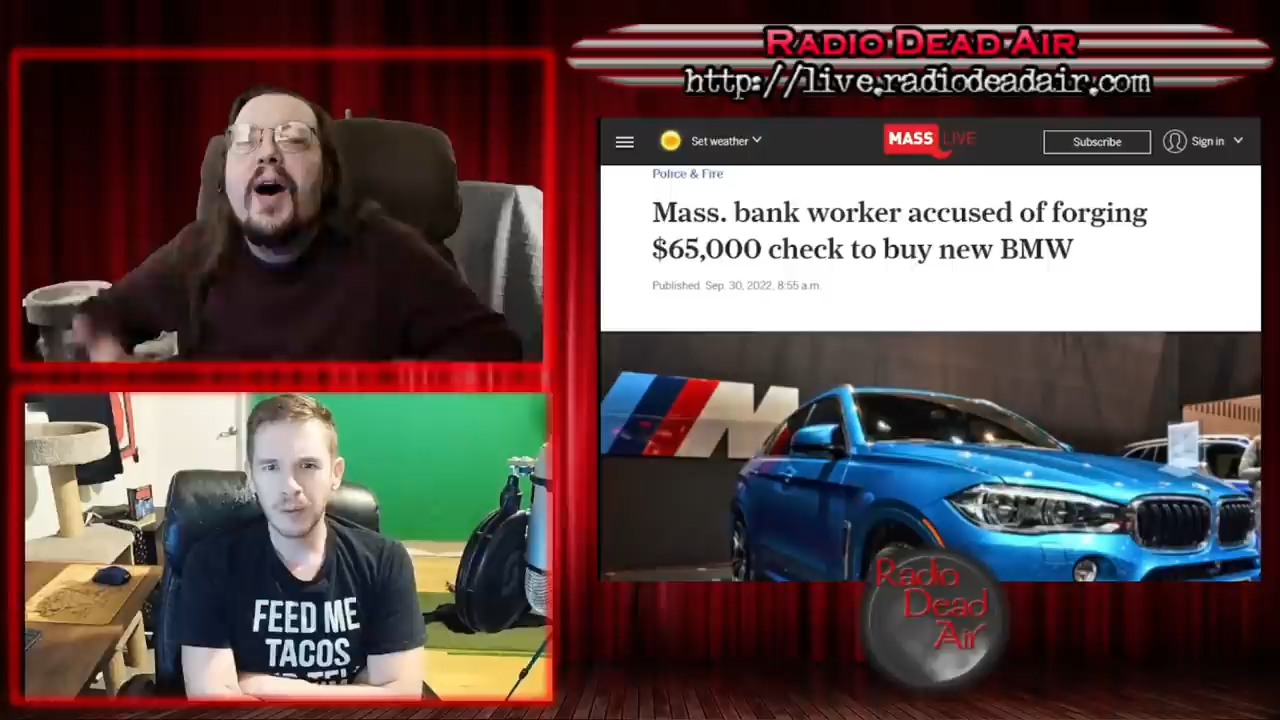 RADIO DEAD AIR
http://live.radiodeadair.com
Set weather
MASS LIVE
Subscribe
Sign in
Police & Fire
Mass. bank worker accused of forging
$65,000 check to buy new BMW
Published: Sep. 30, 2022, 8:55 a.m.
M
FEED ME
TACOS
Radio
Dead
Air